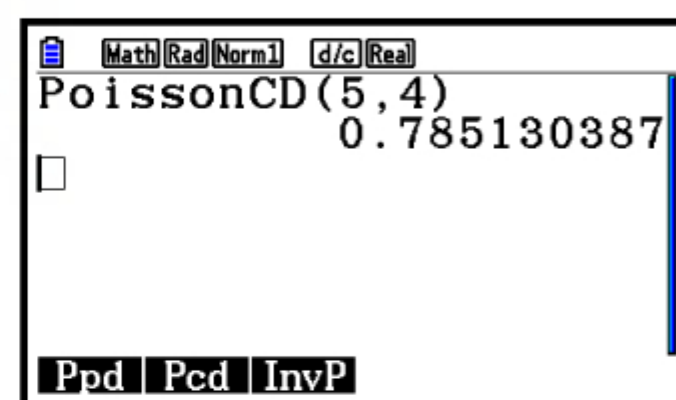 Math Rad Norm1 d/c Real
PoissonCD(5,4)
0.785130387
Ppd Pcd InvP